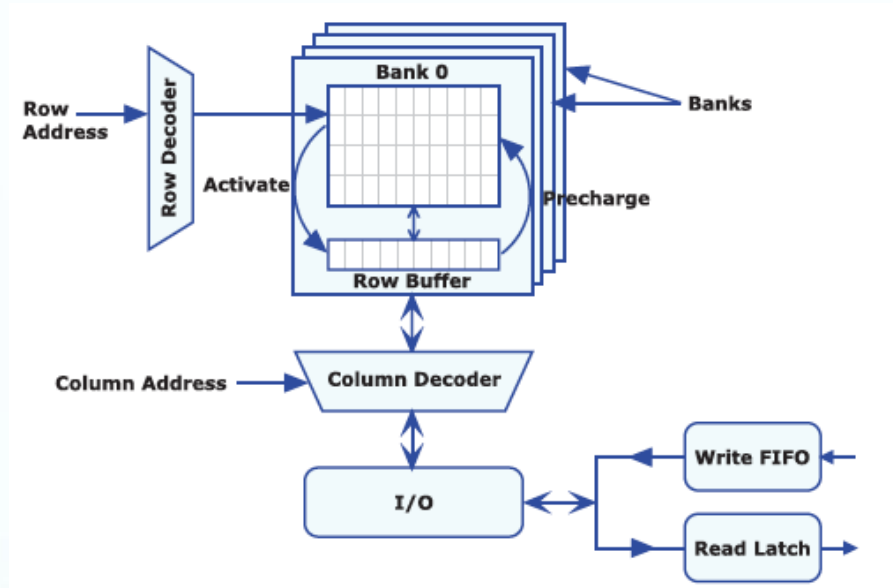 Bank 0
Row
Address
Row Decoder
Banks
Activate
Precharge
Row Buffer
Column Address
Column Decoder
I/O
Write FIFO
Read Latch